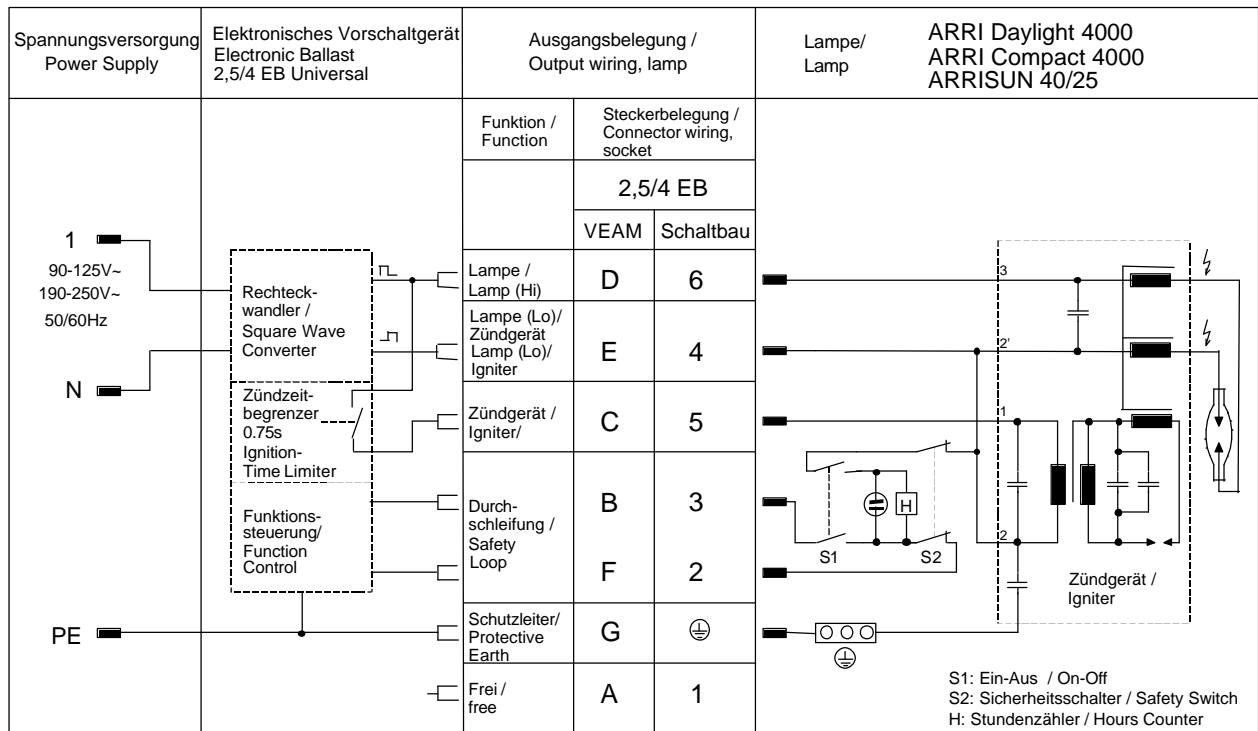 Spannungsversorgung
Power Supply
Elektronisches Vorschaltgerät
Electronic Ballast
2,5/4 EB Universal
Ausgangsbelegung /
Output wiring, lamp
Lampe/
Lamp
ARRI Daylight 4000
ARRI Compact 4000
ARRISUN 40/25
Funktion /
Function
Steckerbelegung /
Connector wiring,
socket
2,5/4 EB
VEAM
Schaltbau
1
90-125V~
190-250V~
50/60Hz
N
PE
Rechteck-
wandler /
Square Wave
Converter
Zündzeit-
begrenzer
0.75s
Ignition-
Time Limiter
Funktions-
steuerung/
Function
Control
Lampe /
Lamp (Hi)
D
6
Lampe (Lo)/
Zündgerät
Lamp (Lo)/
Igniter
E
4
Zündgerät /
Igniter/
C
5
Durch-
schleifung /
Safety
Loop
B
3
F
2
Schutzleiter/
Protective
Earth
G
Frei /
free
A
1
3
2'
1
2
H
S1
S2
Zündgerät /
Igniter
S1: Ein-Aus / On-Off
S2: Sicherheitsschalter / Safety Switch
H: Stundenzähler / Hours Counter